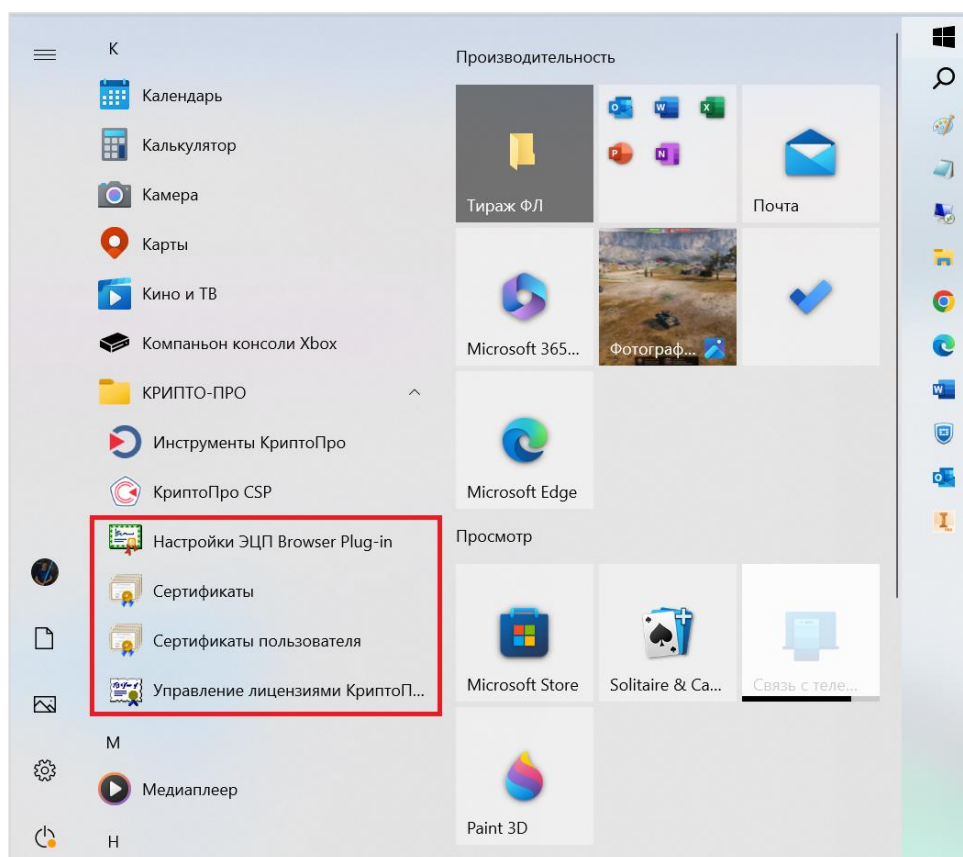 К
Календарь
Калькулятор
Камера
Карты
Кино и ТВ
Компаньон консоли Xbox
КРИПТО-ПРО
Инструменты КриптоПро
КриптоПро CSP
Настройки ЭЦП Browser Plug-in
Сертификаты
Сертификаты пользователя
Управление лицензиями КриптоП...
М
Медиаплеер
Н
Производительность
Тираж ФЛ
Почта
Microsoft 365...
Фотограф...
Microsoft Edge
Просмотр
Microsoft Store
Solitaire & Ca...
Связь с теле...
Paint 3D